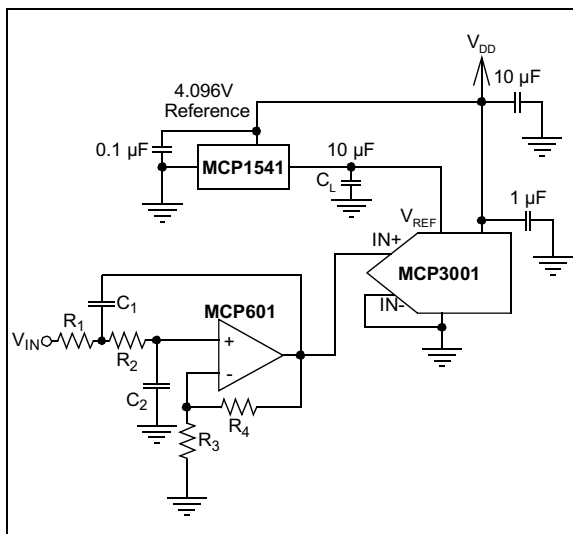 V_DD
10 µF
4.096V
Reference
0.1 µF
MCP1541
10 µF
C_L
1 µF
V_REF
IN+
MCP3001
IN-
C_1
MCP601
V_IN
R_1
R_2
+
-
C_2
R_4
R_3